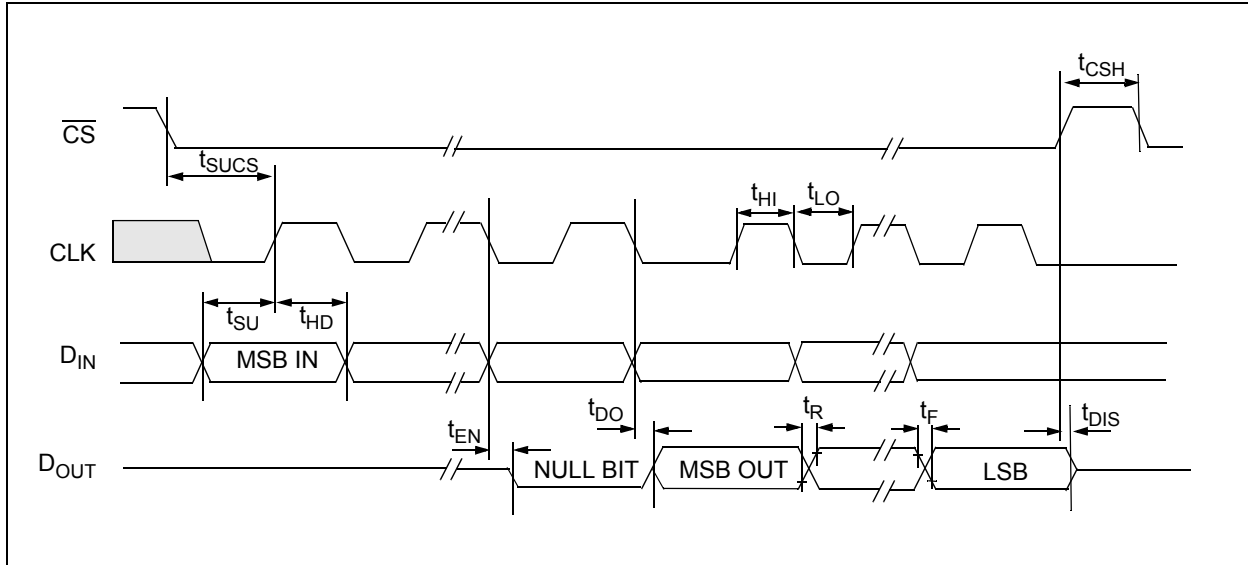 tCSH
CS
tSUCS
tHI
tLO
CLK
tSU
tHD
DIN
MSB IN
tEN
tDO
tR
tF
tDIS
DOUT
NULL BIT
MSB OUT
LSB